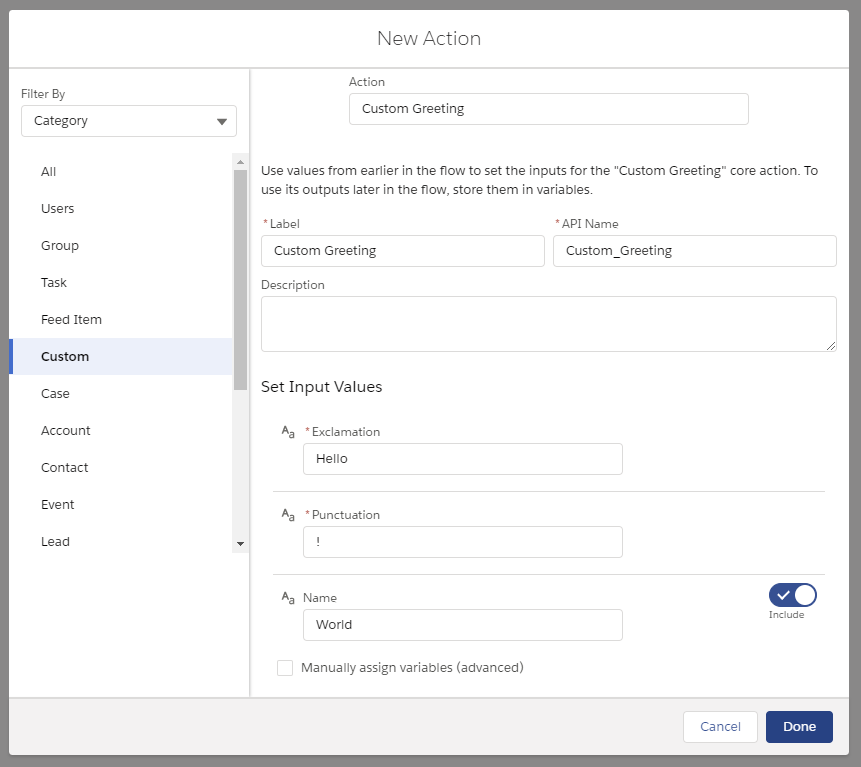 New Action
Filter By
Category
All
Users
Group
Task
Feed Item
Custom
Case
Account
Contact
Event
Lead
Action
Custom Greeting
Use values from earlier in the flow to set the inputs for the "Custom Greeting" core action. To
use its outputs later in the flow, store them in variables.
*Label
*API Name
Custom Greeting
Custom_Greeting
Description
Set Input Values
Aa *Exclamation
Hello
Aa *Punctuation
!
Aa Name
World
Include
Manually assign variables (advanced)
Cancel
Done